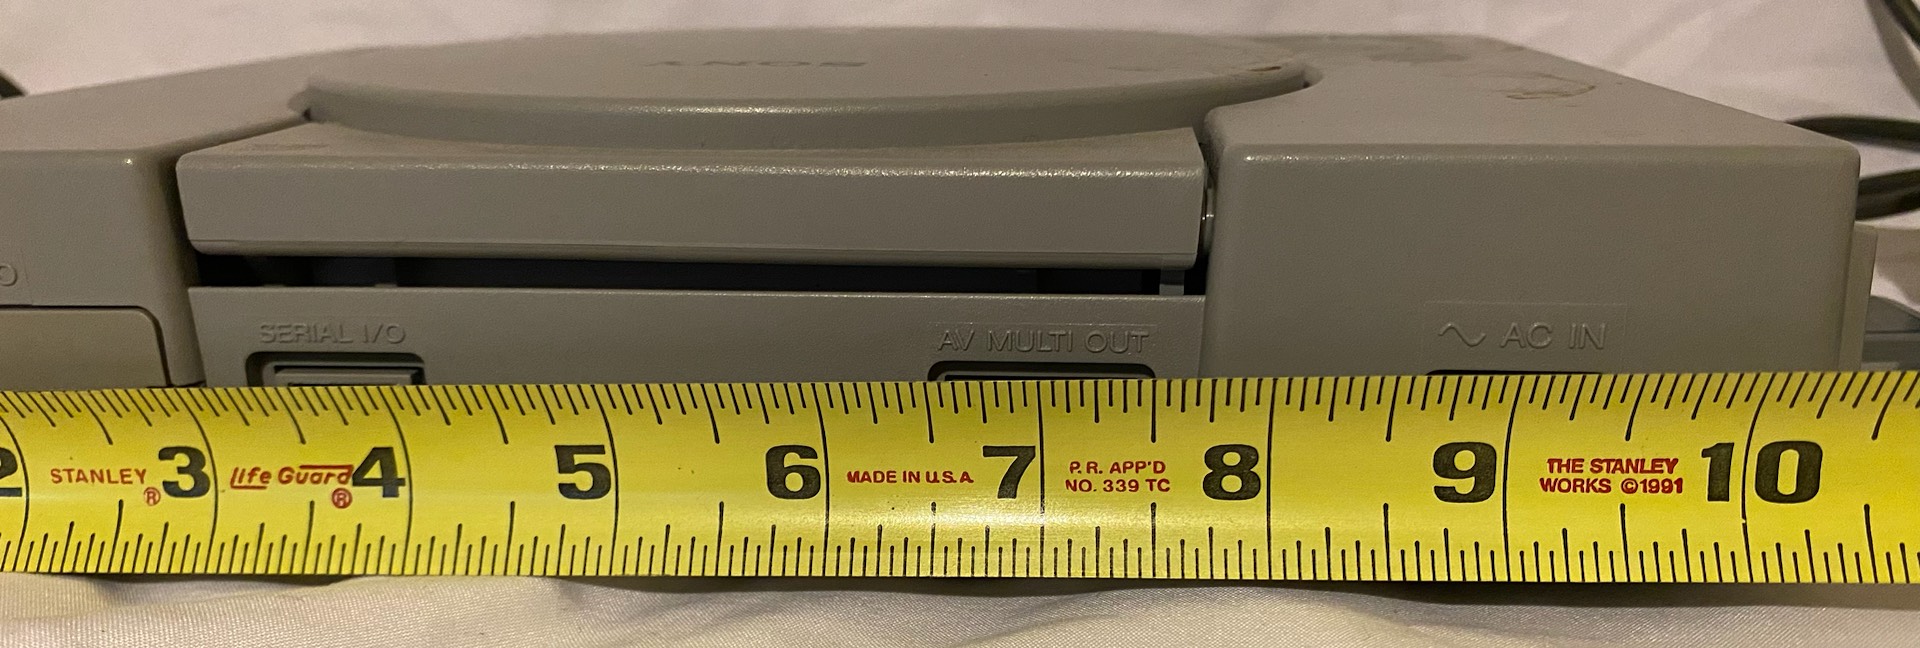 SONY
O
SERIAL I/O
AV MULTI OUT
AC IN
2 STANLEY® 3 life Guard® 4 5 6 MADE IN U.S.A. 7 P.R. APP'D 8 9 THE STANLEY 10
NO. 339 TC WORKS ©1991